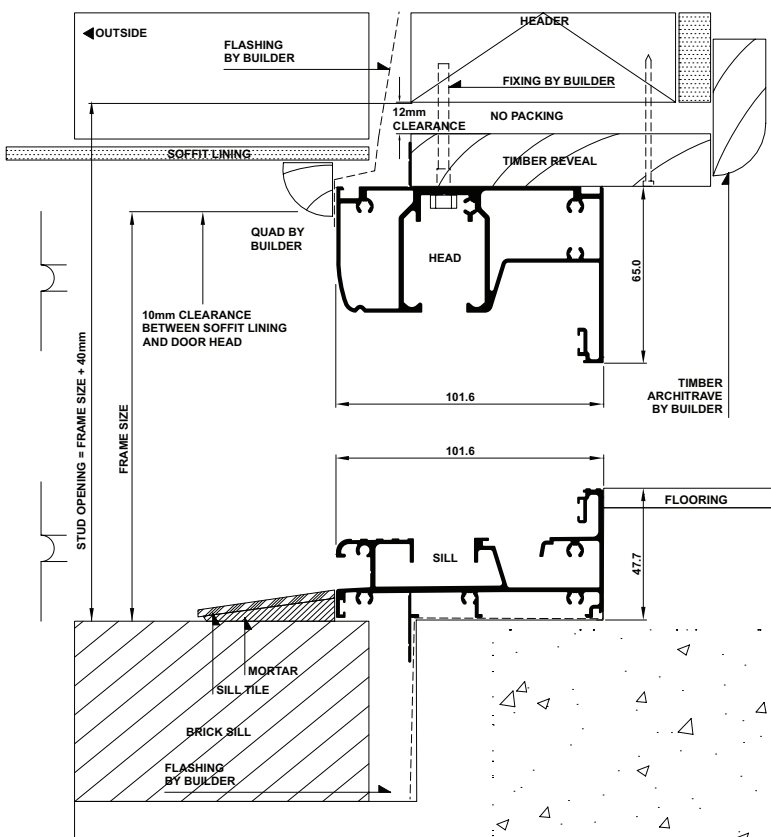 OUTSIDE
HEADER
FLASHING
BY BUILDER
FIXING BY BUILDER
12mm
CLEARANCE
NO PACKING
SOFFIT LINING
TIMBER REVEAL
QUAD BY
BUILDER
HEAD
65.0
10mm CLEARANCE
BETWEEN SOFFIT LINING
AND DOOR HEAD
STUD OPENING = FRAME SIZE + 40mm
FRAME SIZE
101.6
TIMBER
ARCHITRAVE
BY BUILDER
101.6
FLOORING
SILL
47.7
MORTAR
SILL TILE
BRICK SILL
FLASHING
BY BUILDER